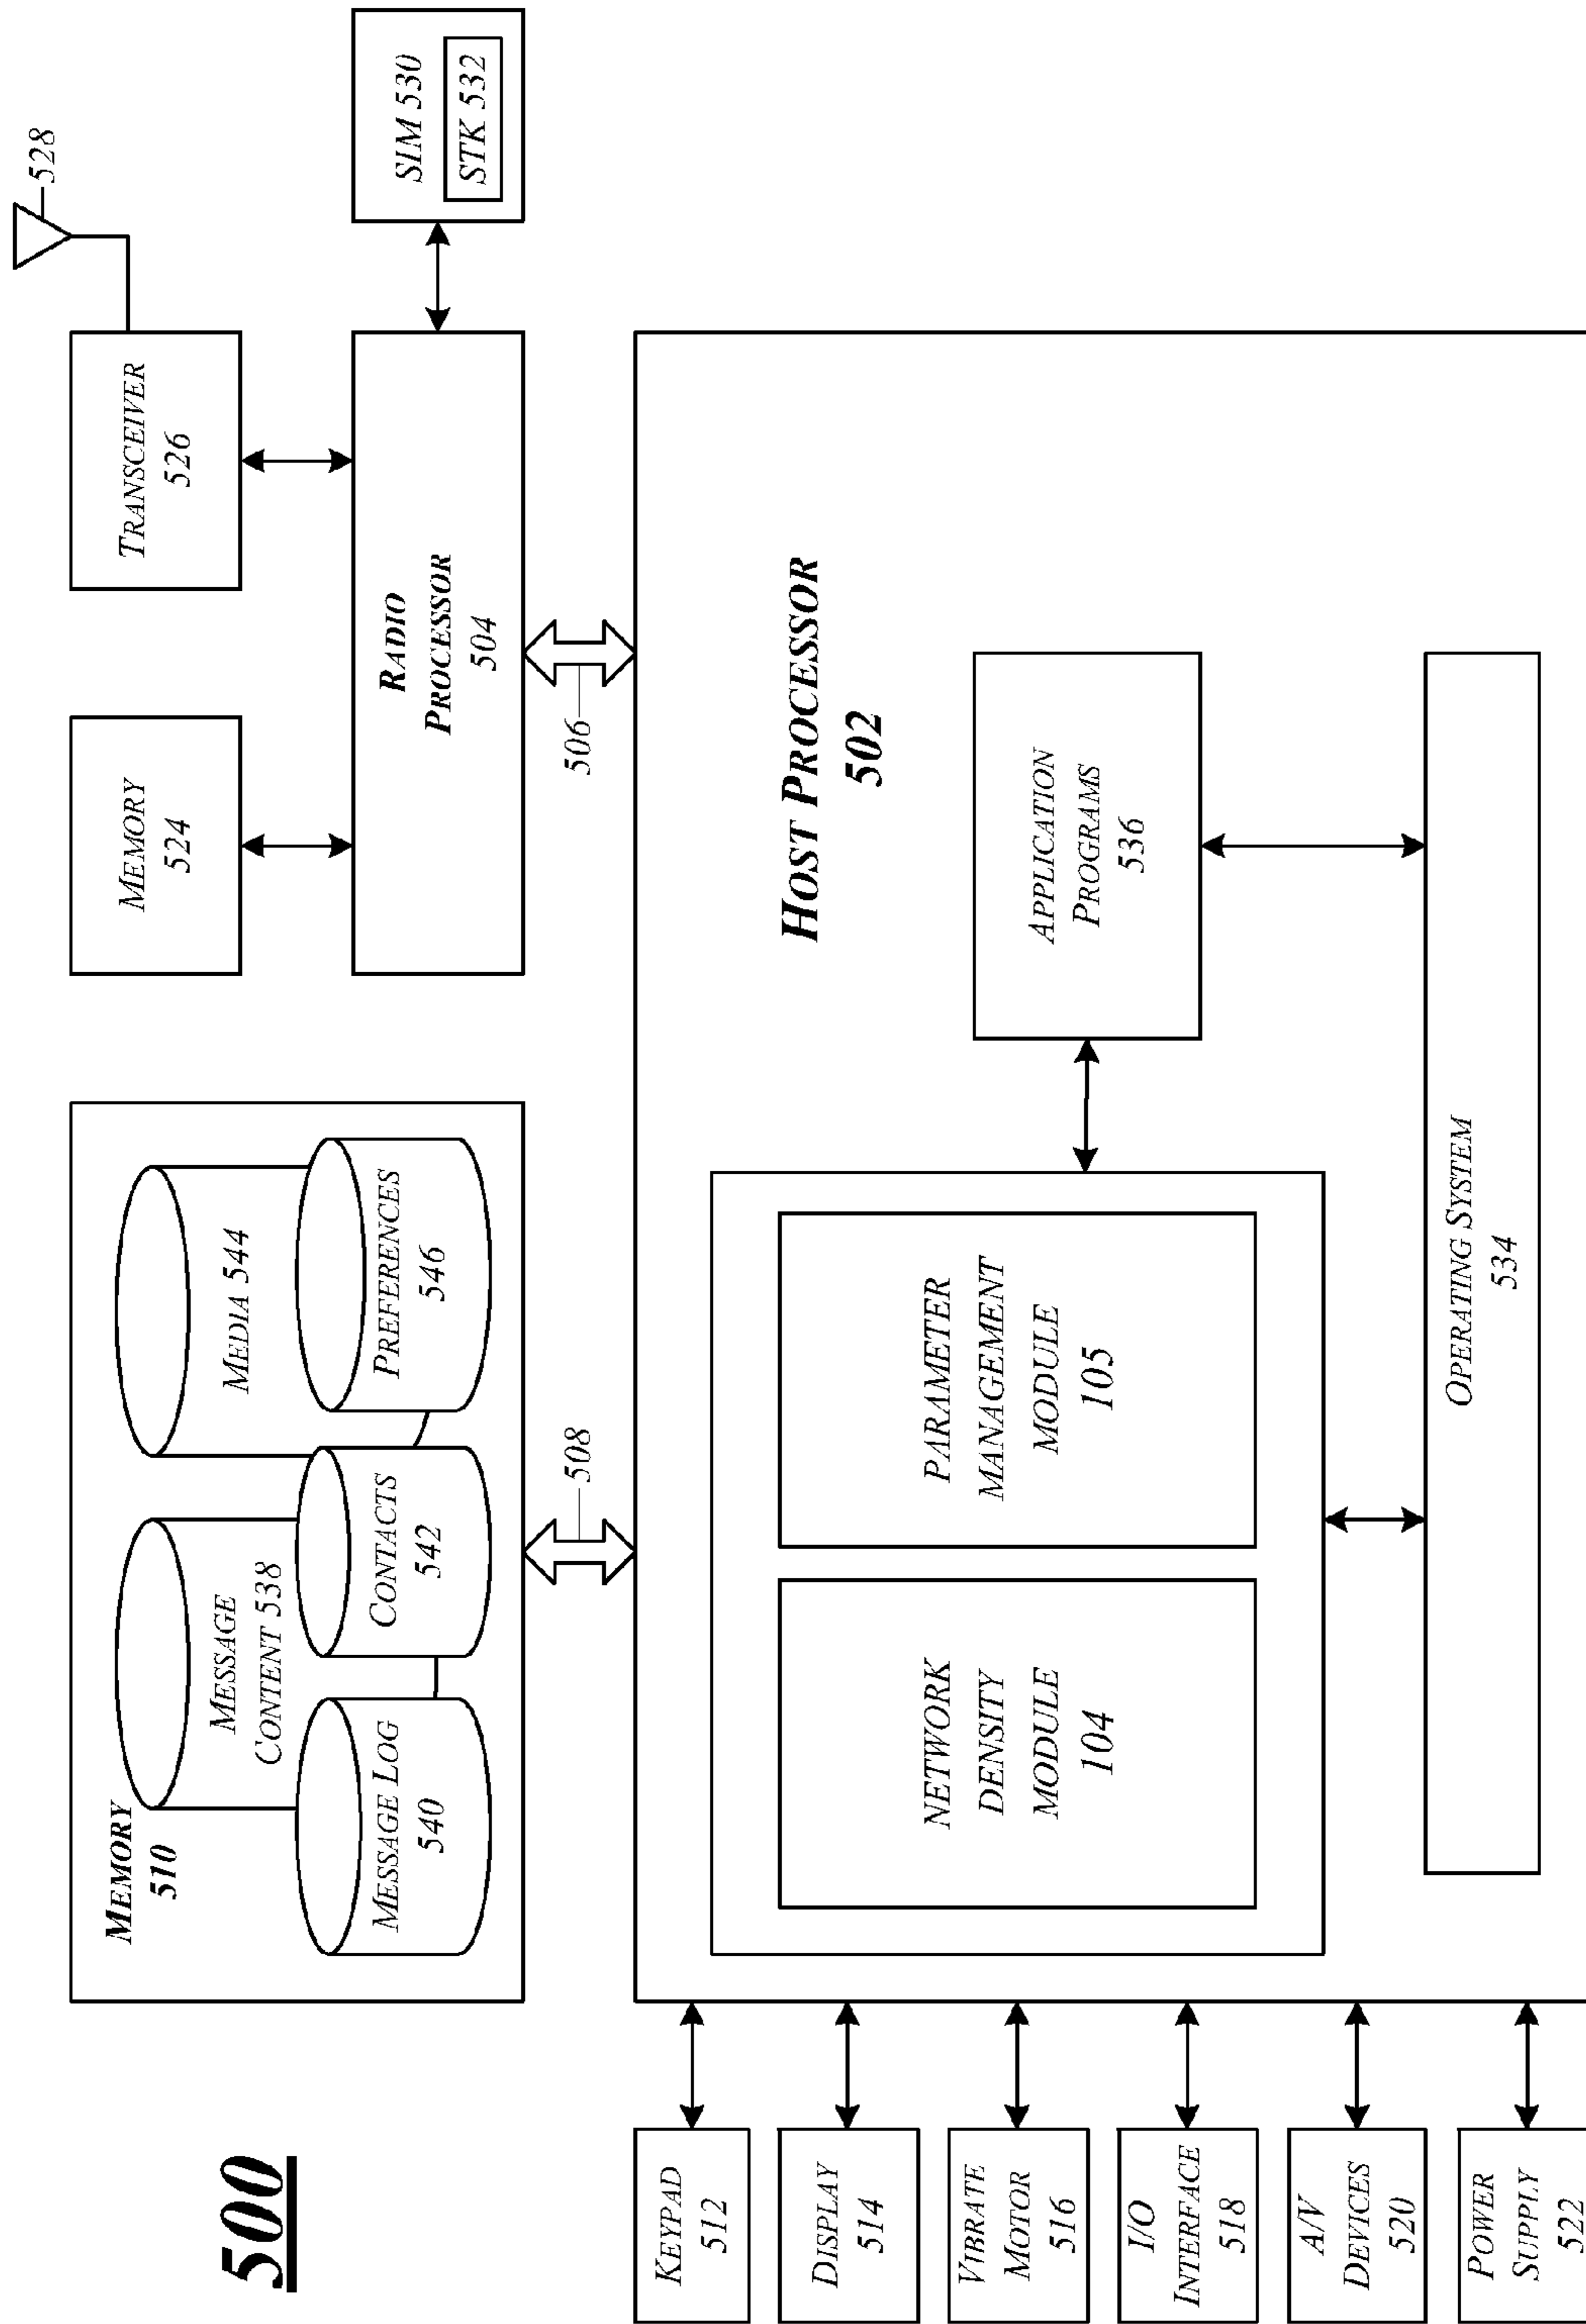 500
MEMORY
510
MESSAGE
CONTENT 538
MEDIA 544
MESSAGE LOG
540
CONTACTS
542
PREFERENCES
546
MEMORY
524
TRANSCEIVER
526
528
RADIO
PROCESSOR
504
SIM 530
STK 532
508
506
KEYPAD
512
DISPLAY
514
VIBRATE
MOTOR
516
I/O
INTERFACE
518
A/V
DEVICES
520
POWER
SUPPLY
522
HOST PROCESSOR
502
NETWORK
DENSITY
MODULE
104
PARAMETER
MANAGEMENT
MODULE
105
APPLICATION
PROGRAMS
536
OPERATING SYSTEM
534